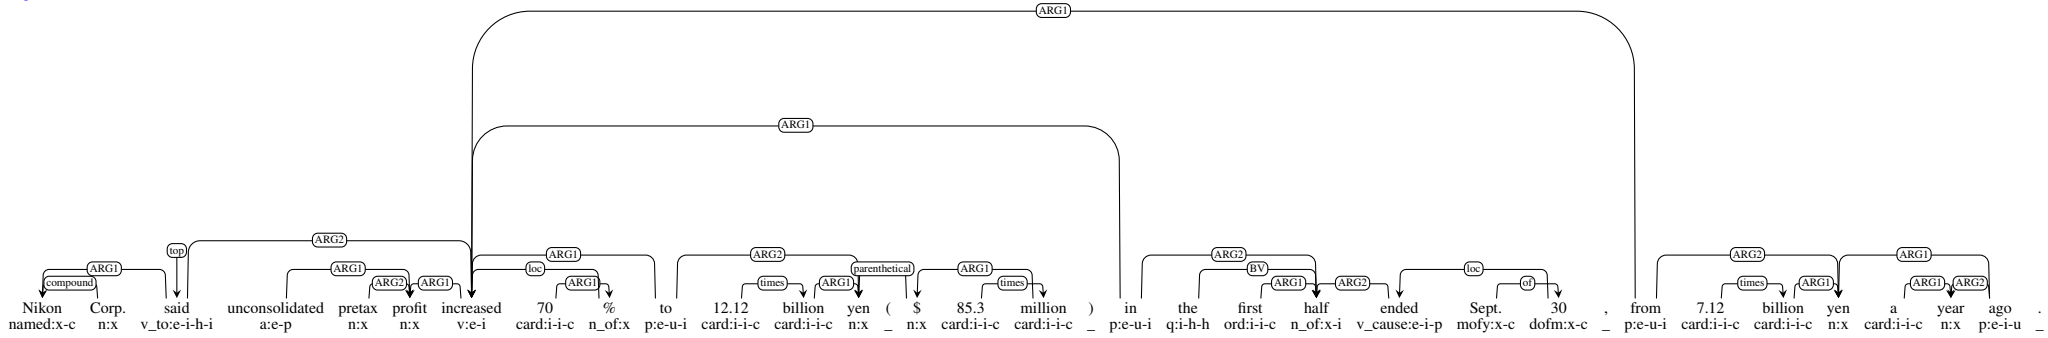 ARG1
ARG1
ARG2 top ARG1 ARG2 ARG2 ARG2 ARG1
ARG1 ARG1 loc parenthetical ARG1 BV loc
compound ARG2 ARG1 ARG1 times ARG1 times ARG1 ARG2 of times ARG1 ARG1 ARG2
Nikon Corp. said unconsolidated pretax profit increased 70 % to 12.12 billion yen ( $ 85.3 million ) in the first half ended Sept. 30 , from 7.12 billion yen a year ago .
named:x-c n:x v_to:e-i-h-i a:e-p n:x n:x v:e-i card:i-i-c n_of:x p:e-u-i card:i-i-c card:i-i-c n:x _ n:x card:i-i-c card:i-i-c _ p:e-u-i q:i-h-h ord:i-i-c n_of:x-i v_cause:e-i-p mofy:x-c dofm:x-c _ p:e-u-i card:i-i-c card:i-i-c n:x card:i-i-c n:x p:e-i-u _